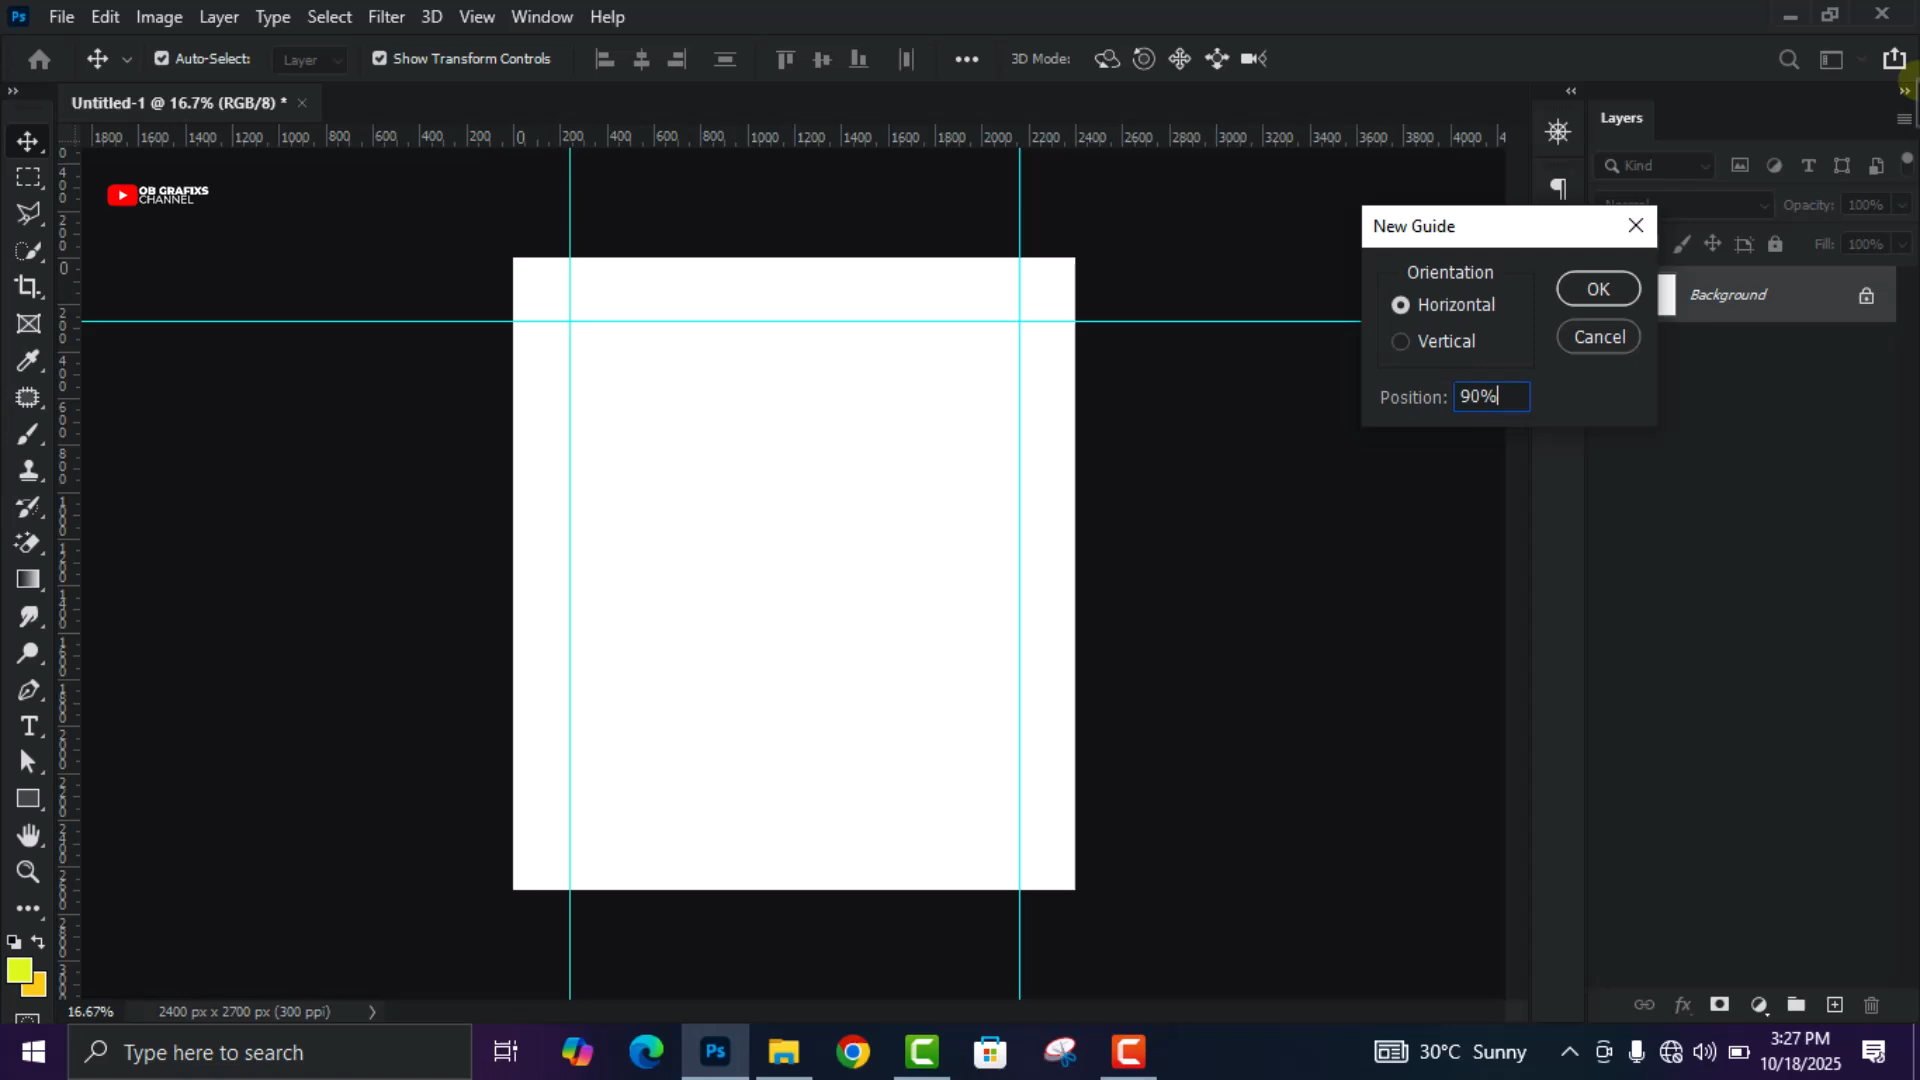 File Edit Image Layer Type Select Filter 3D View Window Help
Auto-Select: Layer Show Transform Controls 3D Mode:
Untitled-1 @ 16.7% (RGB/8) *
1800 1600 1400 1200 1000 800 600 400 200 0 200 400 600 800 1000 1200 1400 1600 1800 2000 2200 2400 2600 2800 3000 3200 3400 3600 3800 4000
OB GRAFIXS
CHANNEL
Layers
Kind
Opacity: 100%
Fill: 100%
Background
New Guide
Orientation
Horizontal
Vertical
OK
Cancel
Position: 90%
16.67% 2400 px x 2700 px (300 ppi)
Type here to search
30°C Sunny
3:27 PM
10/18/2025